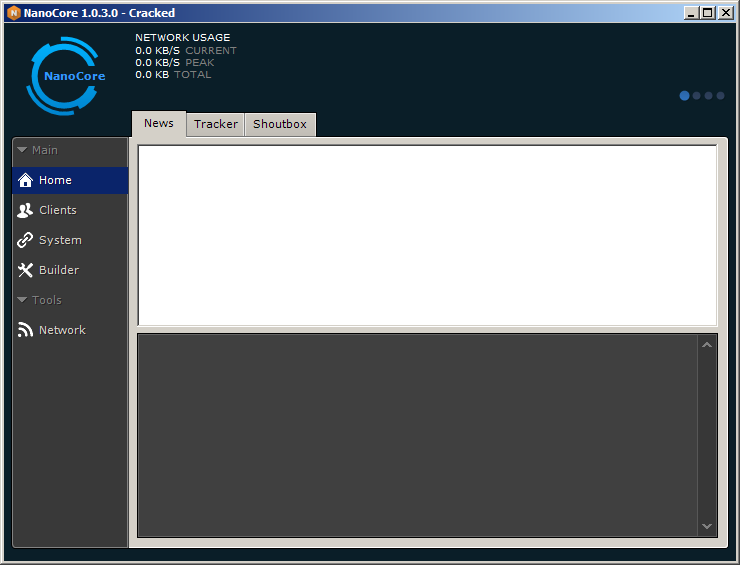 NanoCore 1.0.3.0 - Cracked
NanoCore
NETWORK USAGE
0.0 KB/S CURRENT
0.0 KB/S PEAK
0.0 KB TOTAL
News Tracker Shoutbox
Main
Home
Clients
System
Builder
Tools
Network